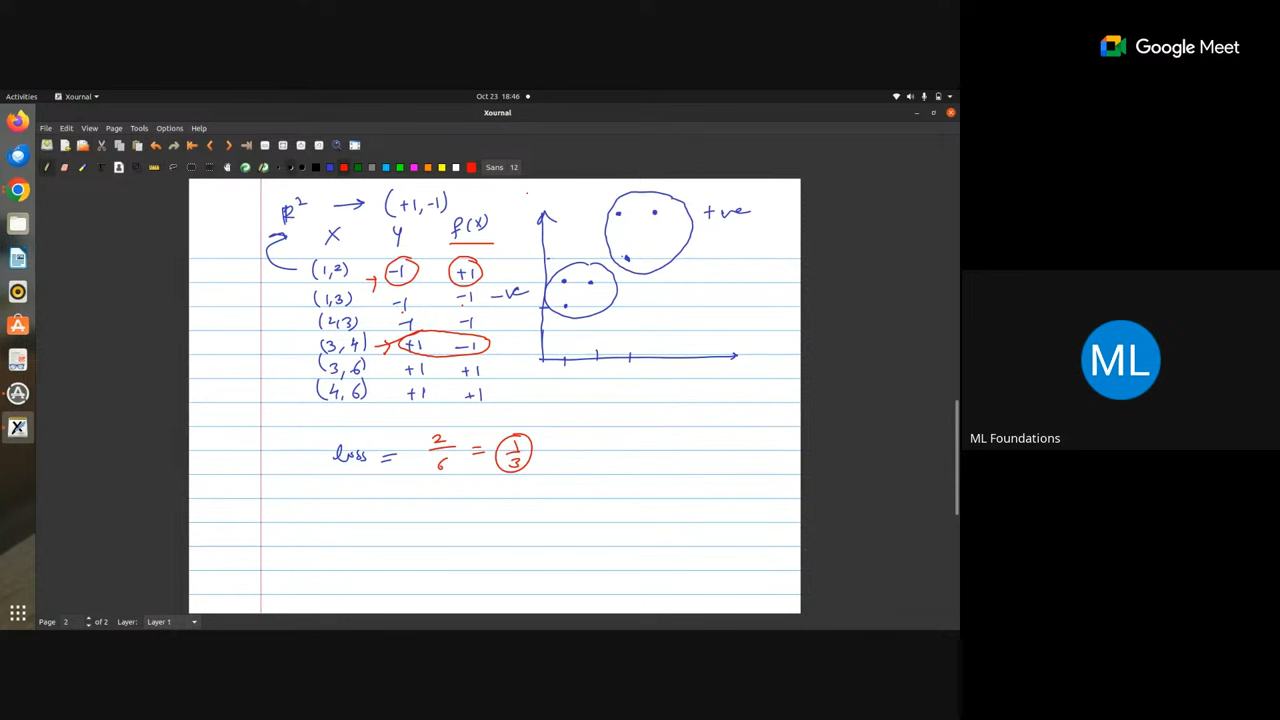 Google Meet
Activities Xournal Oct 23 18:46
Xournal
File Edit View Page Tools Options Help
Sans 12
ℝ² → (+1, -1)
X Y f(X)
(1,2) -1 +1
(1,3) -1 -1
(2,3) -1 -1
(3,4) → +1 -1
(3,6) +1 +1
(4,6) +1 +1
+ve
-ve
loss = 2/6 = 1/3
ML
ML Foundations
Page 2 of 2 Layer: Layer 1